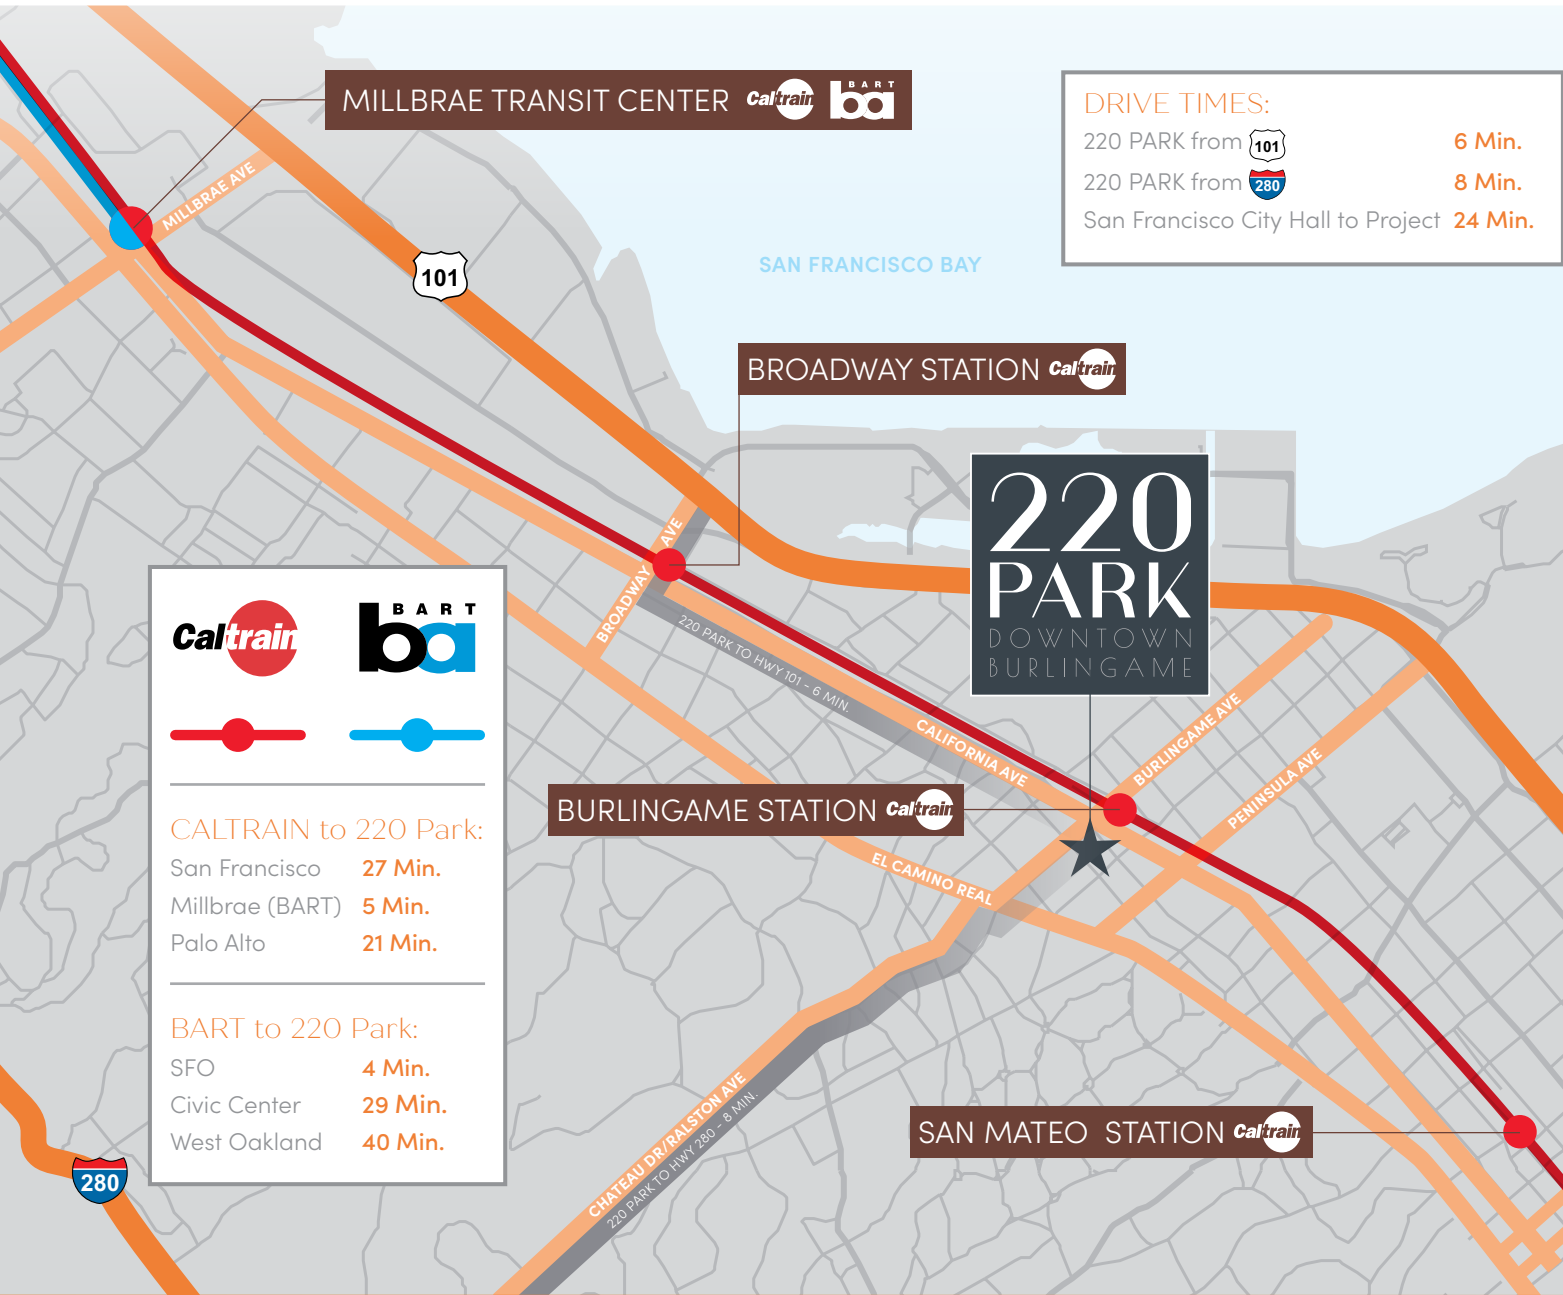 MILLBRAE TRANSIT CENTER Caltrain BART ba
DRIVE TIMES:
220 PARK from 101 6 Min.
220 PARK from 280 8 Min.
San Francisco City Hall to Project 24 Min.
MILLBRAE AVE
101
SAN FRANCISCO BAY
BROADWAY STATION Caltrain
220
PARK
DOWNTOWN
BURLINGAME
BROADWAY AVE
220 PARK TO HWY 101 - 6 MIN.
CALIFORNIA AVE
BURLINGAME AVE
PENINSULA AVE
BURLINGAME STATION Caltrain
EL CAMINO REAL
Caltrain BART ba
CALTRAIN to 220 Park:
San Francisco 27 Min.
Millbrae (BART) 5 Min.
Palo Alto 21 Min.
BART to 220 Park:
SFO 4 Min.
Civic Center 29 Min.
West Oakland 40 Min.
CHATEAU DR/RALSTON AVE
220 PARK TO HWY 280 - 8 MIN.
SAN MATEO STATION Caltrain
280